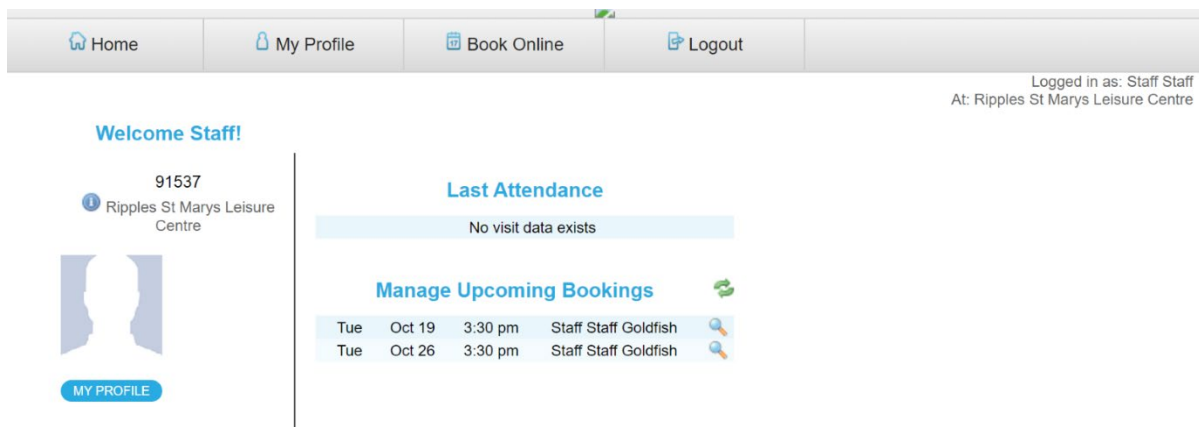 Home My Profile 17 Book Online Logout
Logged in as: Staff Staff
At: Ripples St Marys Leisure Centre
Welcome Staff!
91537
Ripples St Marys Leisure
Centre
MY PROFILE
Last Attendance
No visit data exists
Manage Upcoming Bookings
Tue Oct 19 3:30 pm Staff Staff Goldfish
Tue Oct 26 3:30 pm Staff Staff Goldfish